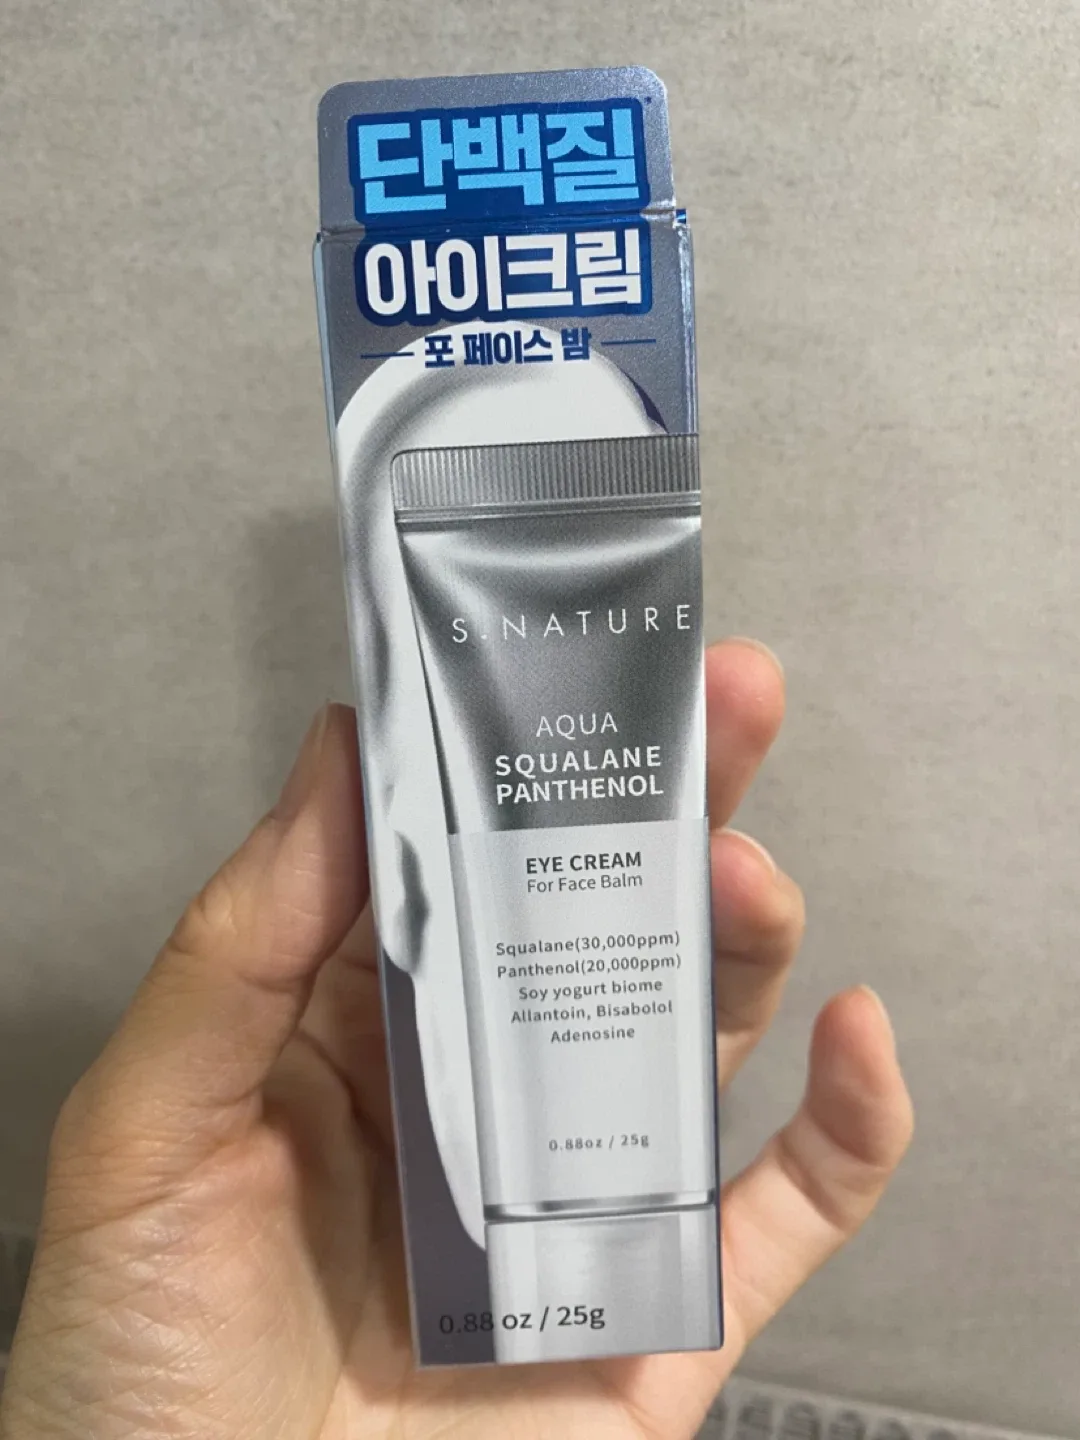 단백질*
아이크림
포 페이스 밤
S.NATURE
AQUA
SQUALANE
PANTHENOL
EYE CREAM
For Face Balm
Squalane(30,000ppm)
Panthenol(20,000ppm)
Soy yogurt biome
Allantoin, Bisabolol
Adenosine
0.88oz / 25g
0.88 oz / 25g